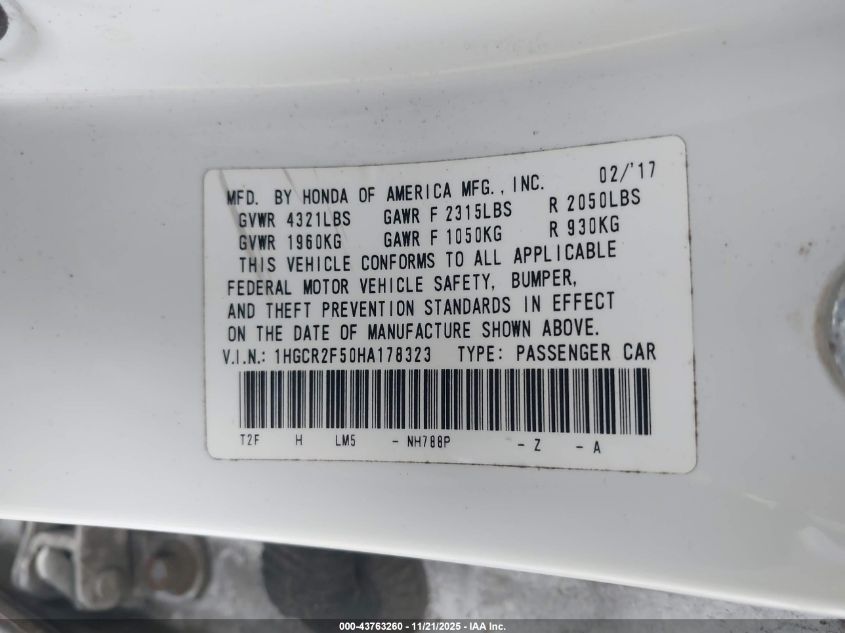 MFD. BY HONDA OF AMERICA MFG., INC. 02/'17
GVWR 4321LBS GAWR F 2315LBS R 2050LBS
GVWR 1960KG GAWR F 1050KG R 930KG
THIS VEHICLE CONFORMS TO ALL APPLICABLE
FEDERAL MOTOR VEHICLE SAFETY, BUMPER,
AND THEFT PREVENTION STANDARDS IN EFFECT
ON THE DATE OF MANUFACTURE SHOWN ABOVE.
V.I.N.: 1HGCR2F50HA178323 TYPE: PASSENGER CAR
T2F H LM5 - NH788P - Z - A
000-43763260 - 11/21/2025 - IAA Inc.